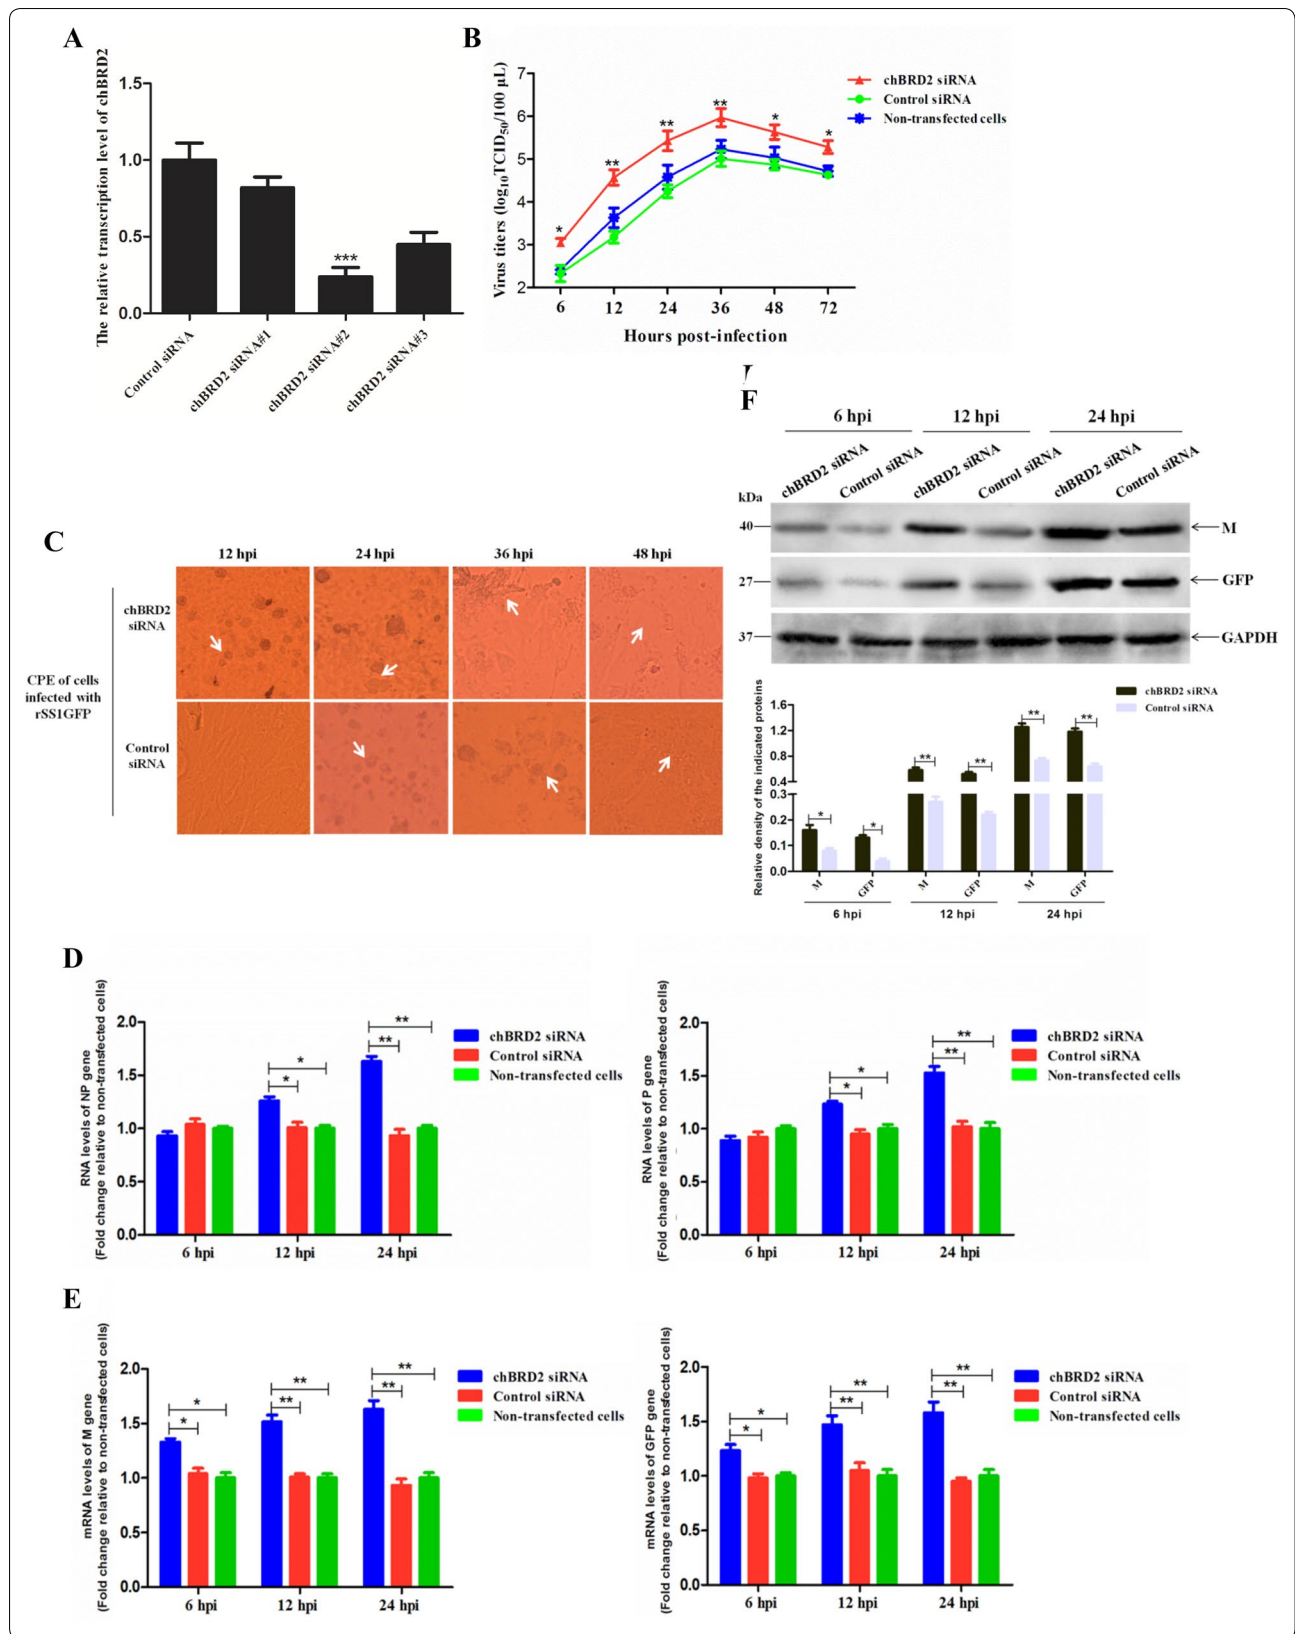 A
The relative transcription level of chBRD2
1.5
1.0
0.5
0.0
***
Control siRNA
chBRD2 siRNA#1
chBRD2 siRNA#2
chBRD2 siRNA#3
B
Virus titers (log10TCID50/100 μL)
7
6
5
4
3
2
*
**
**
**
*
*
6
12
24
36
48
72
Hours post-infection
chBRD2 siRNA
Control siRNA
Non-transfected cells
C
12 hpi
24 hpi
36 hpi
48 hpi
chBRD2
siRNA
CPE of cells
infected with
rSS1GFP
Control
siRNA
F
6 hpi
12 hpi
24 hpi
chBRD2 siRNA
Control siRNA
chBRD2 siRNA
Control siRNA
chBRD2 siRNA
Control siRNA
kDa
40
M
27
GFP
37
GAPDH
chBRD2 siRNA
Control siRNA
Relative density of the indicated proteins
1.6
1.2
0.8
0.4
0.3
0.2
0.1
0.0
*
*
**
**
**
**
M
GFP
M
GFP
M
GFP
6 hpi
12 hpi
24 hpi
D
RNA levels of NP gene
(Fold change relative to non-transfected cells)
2.0
1.5
1.0
0.5
0.0
*
*
**
**
6 hpi
12 hpi
24 hpi
chBRD2 siRNA
Control siRNA
Non-transfected cells
RNA levels of P gene
(Fold change relative to non-transfected cells)
2.0
1.5
1.0
0.5
0.0
*
*
**
**
6 hpi
12 hpi
24 hpi
chBRD2 siRNA
Control siRNA
Non-transfected cells
E
mRNA levels of M gene
(Fold change relative to non-transfected cells)
2.0
1.5
1.0
0.5
0.0
*
*
**
**
**
**
6 hpi
12 hpi
24 hpi
chBRD2 siRNA
Control siRNA
Non-transfected cells
mRNA levels of GFP gene
(Fold change relative to non-transfected cells)
2.0
1.5
1.0
0.5
0.0
*
*
**
**
**
**
6 hpi
12 hpi
24 hpi
chBRD2 siRNA
Control siRNA
Non-transfected cells